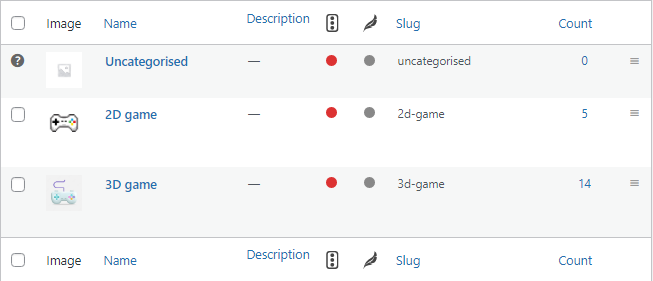 Image Name Description Slug Count
? Uncategorised — uncategorised 0
2D game — 2d-game 5
3D game — 3d-game 14
Image Name Description Slug Count